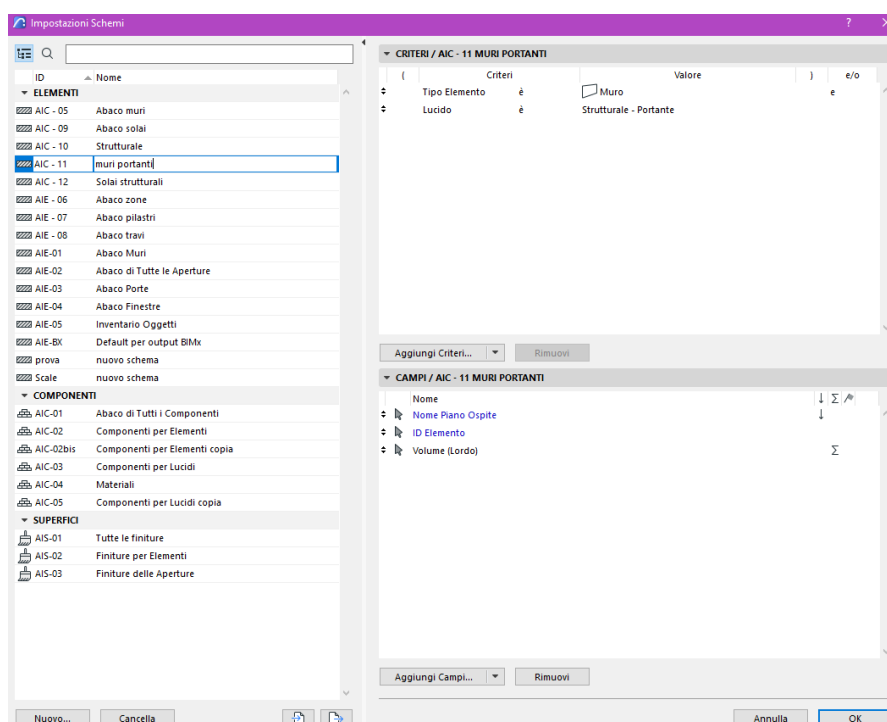 Impostazioni Schemi ?
ID Nome
ELEMENTI
AIC - 05 Abaco muri
AIC - 09 Abaco solai
AIC - 10 Strutturale
AIC - 11 muri portanti
AIC - 12 Solai strutturali
AIE - 06 Abaco zone
AIE - 07 Abaco pilastri
AIE - 08 Abaco travi
AIE-01 Abaco Muri
AIE-02 Abaco di Tutte le Aperture
AIE-03 Abaco Porte
AIE-04 Abaco Finestre
AIE-05 Inventario Oggetti
AIE-BX Default per output BIMx
prova nuovo schema
Scale nuovo schema
COMPONENTI
AIC-01 Abaco di Tutti i Componenti
AIC-02 Componenti per Elementi
AIC-02bis Componenti per Elementi copia
AIC-03 Componenti per Lucidi
AIC-04 Materiali
AIC-05 Componenti per Lucidi copia
SUPERFICI
AIS-01 Tutte le finiture
AIS-02 Finiture per Elementi
AIS-03 Finiture delle Aperture
Nuovo... Cancella
CRITERI / AIC - 11 MURI PORTANTI
( Criteri Valore ) e/o
Tipo Elemento è Muro e
Lucido è Strutturale - Portante
Aggiungi Criteri... Rimuovi
CAMPI / AIC - 11 MURI PORTANTI
Nome ↓ Σ
Nome Piano Ospite ↓
ID Elemento
Volume (Lordo) Σ
Aggiungi Campi... Rimuovi
Annulla OK